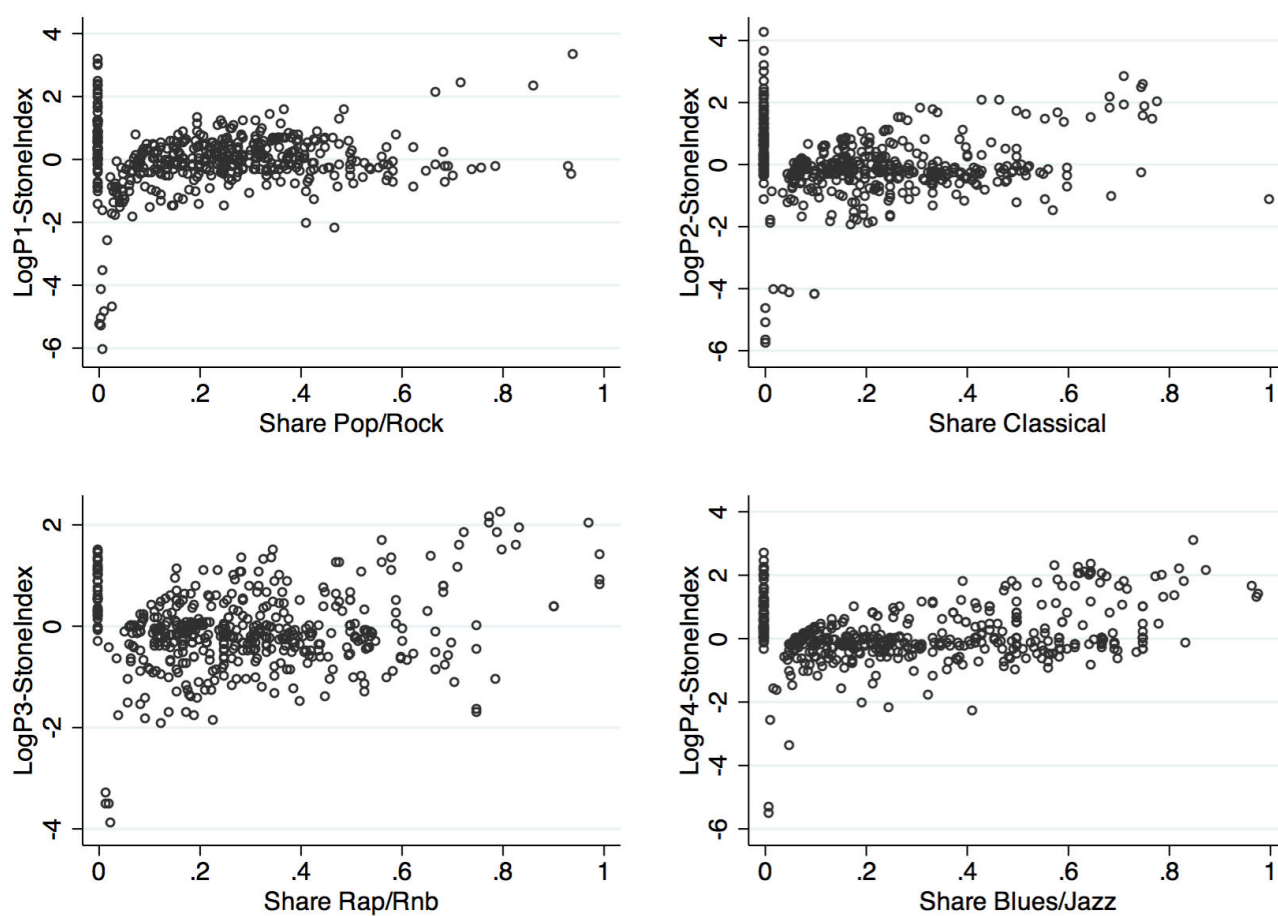 4
2
0
-2
-4
-6
LogP1-StoneIndex
0 .2 .4 .6 .8 1
Share Pop/Rock
4
2
0
-2
-4
-6
LogP2-StoneIndex
0 .2 .4 .6 .8 1
Share Classical
2
0
-2
-4
LogP3-StoneIndex
0 .2 .4 .6 .8 1
Share Rap/Rnb
4
2
0
-2
-4
-6
LogP4-StoneIndex
0 .2 .4 .6 .8 1
Share Blues/Jazz